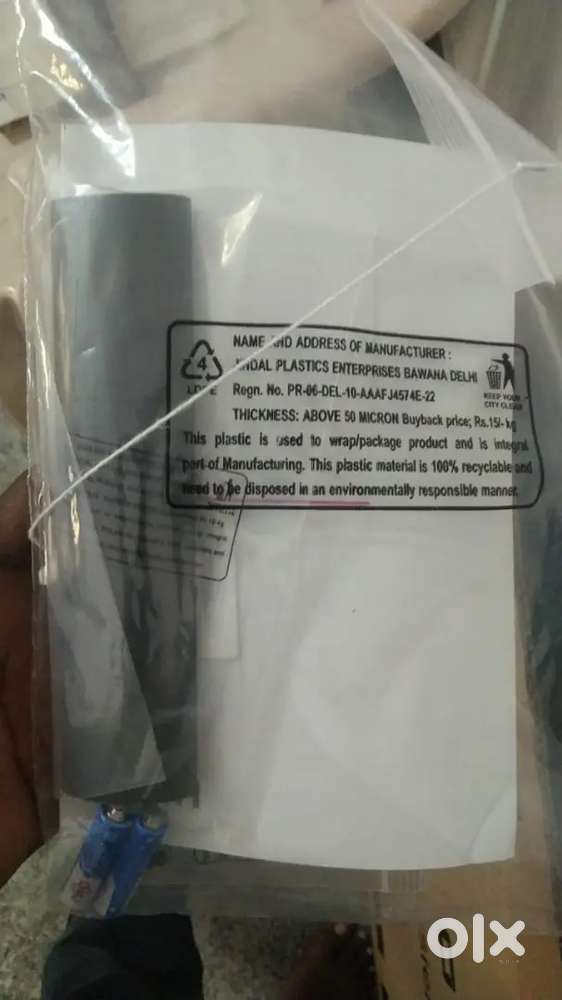 NAME AND ADDRESS OF MANUFACTURER :
JINDAL PLASTICS ENTERPRISES BAWANA DELHI
4
LDPE
Regn. No. PR-06-DEL-10-AAAFJ4574E-22
KEEP YOUR
CITY CLEAN
THICKNESS: ABOVE 50 MICRON Buyback price; Rs.15/- kg
This plastic is used to wrap/package product and is integral
part of Manufacturing. This plastic material is 100% recyclable and
need to be disposed in an environmentally responsible manner.
olx